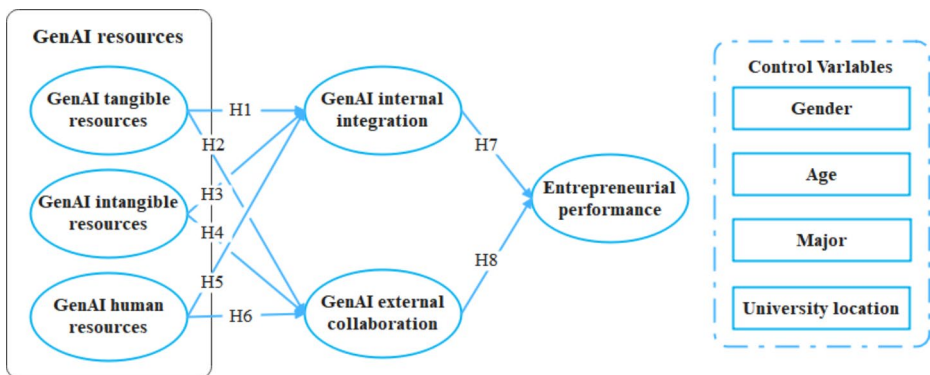 GenAI resources
GenAI tangible
resources
GenAI intangible
resources
GenAI human
resources
H1
H2
H3
H4
H5
H6
GenAI internal
integration
GenAI external
collaboration
H7
H8
Entrepreneurial
performance
Control Variables
Gender
Age
Major
University location